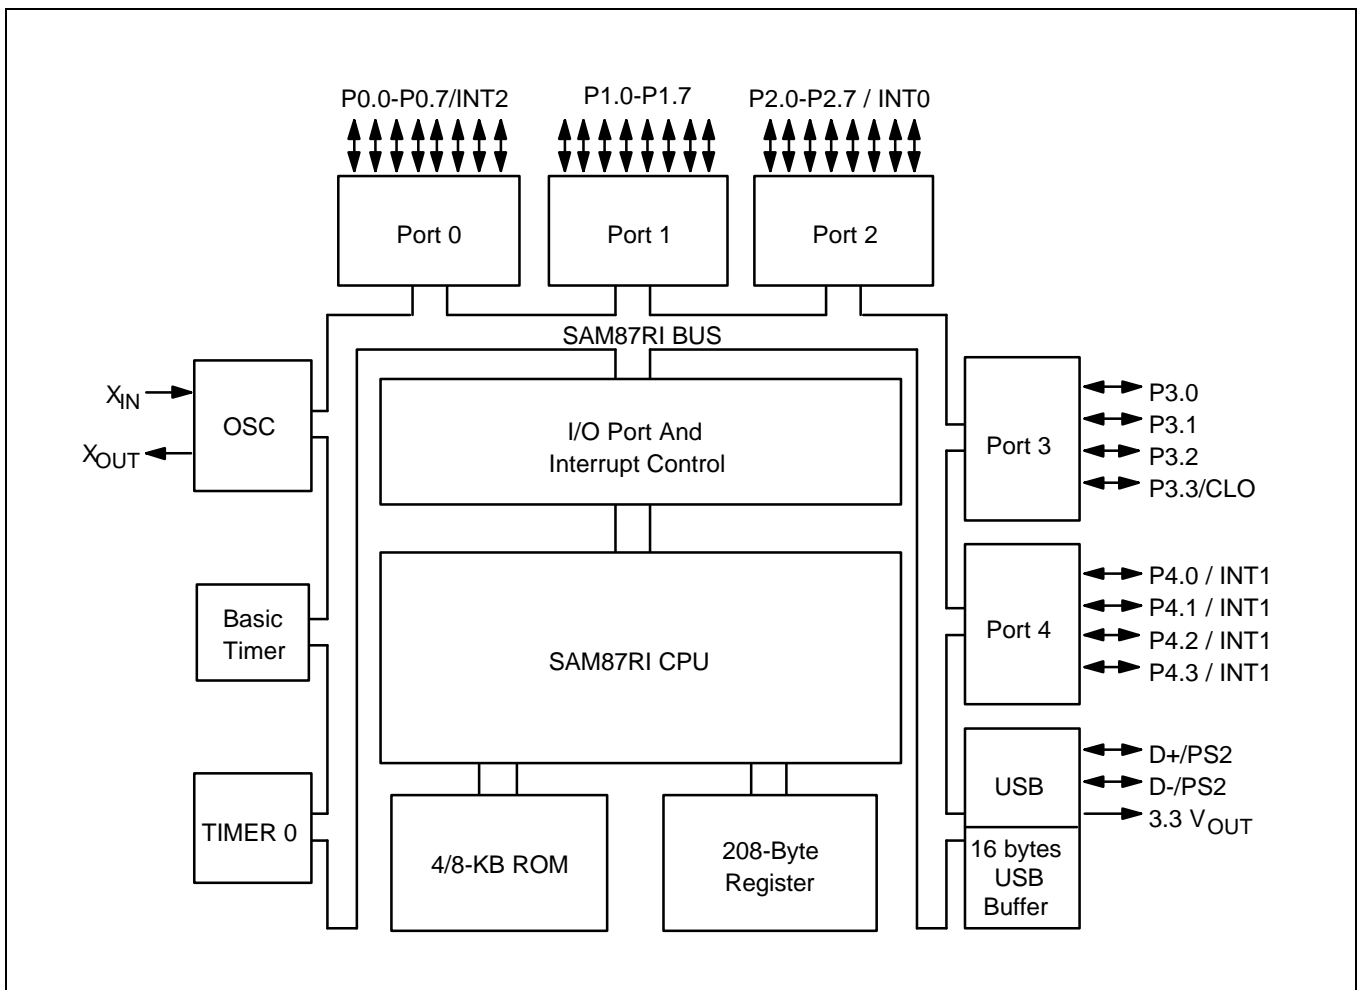 P0.0-P0.7/INT2
P1.0-P1.7
P2.0-P2.7 / INT0
Port 0
Port 1
Port 2
SAM87RI BUS
XIN
XOUT
OSC
I/O Port And
Interrupt Control
Port 3
P3.0
P3.1
P3.2
P3.3/CLO
Basic
Timer
SAM87RI CPU
Port 4
P4.0 / INT1
P4.1 / INT1
P4.2 / INT1
P4.3 / INT1
TIMER 0
4/8-KB ROM
208-Byte
Register
USB
D+/PS2
D-/PS2
3.3 VOUT
16 bytes
USB
Buffer